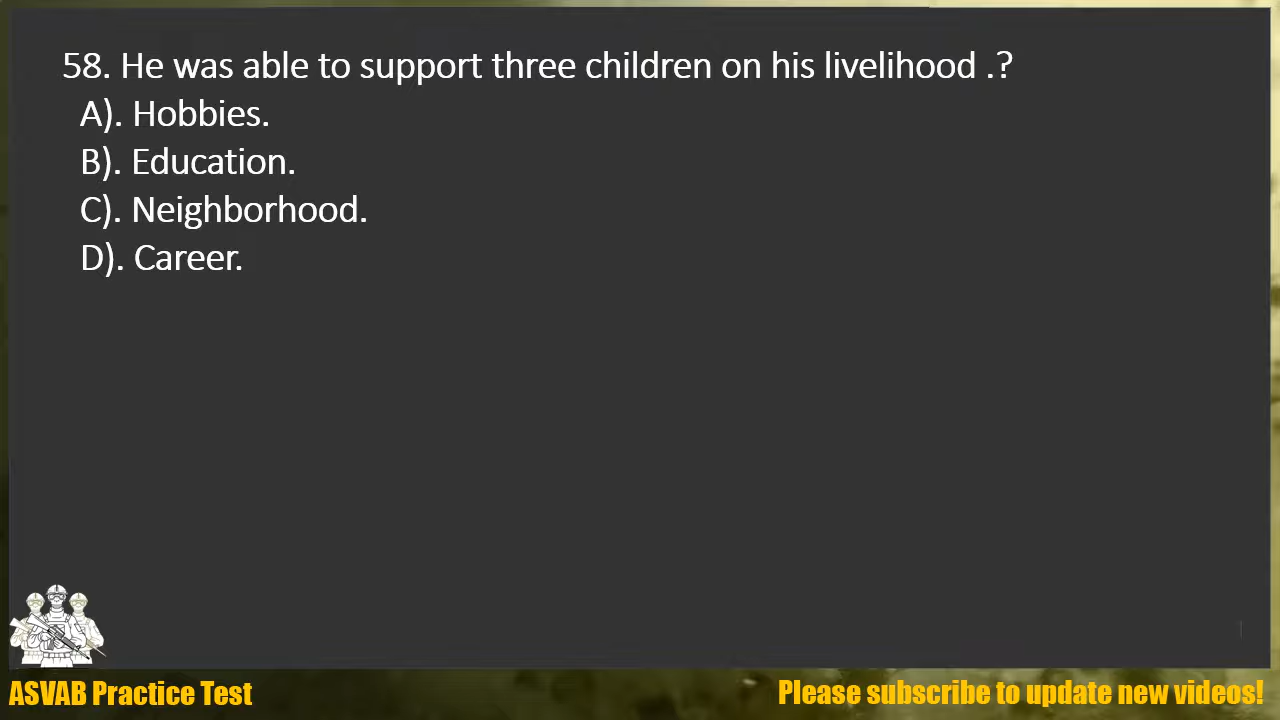 58. He was able to support three children on his livelihood .?
A). Hobbies.
B). Education.
C). Neighborhood.
D). Career.
ASVAB Practice Test
Please subscribe to update new videos!